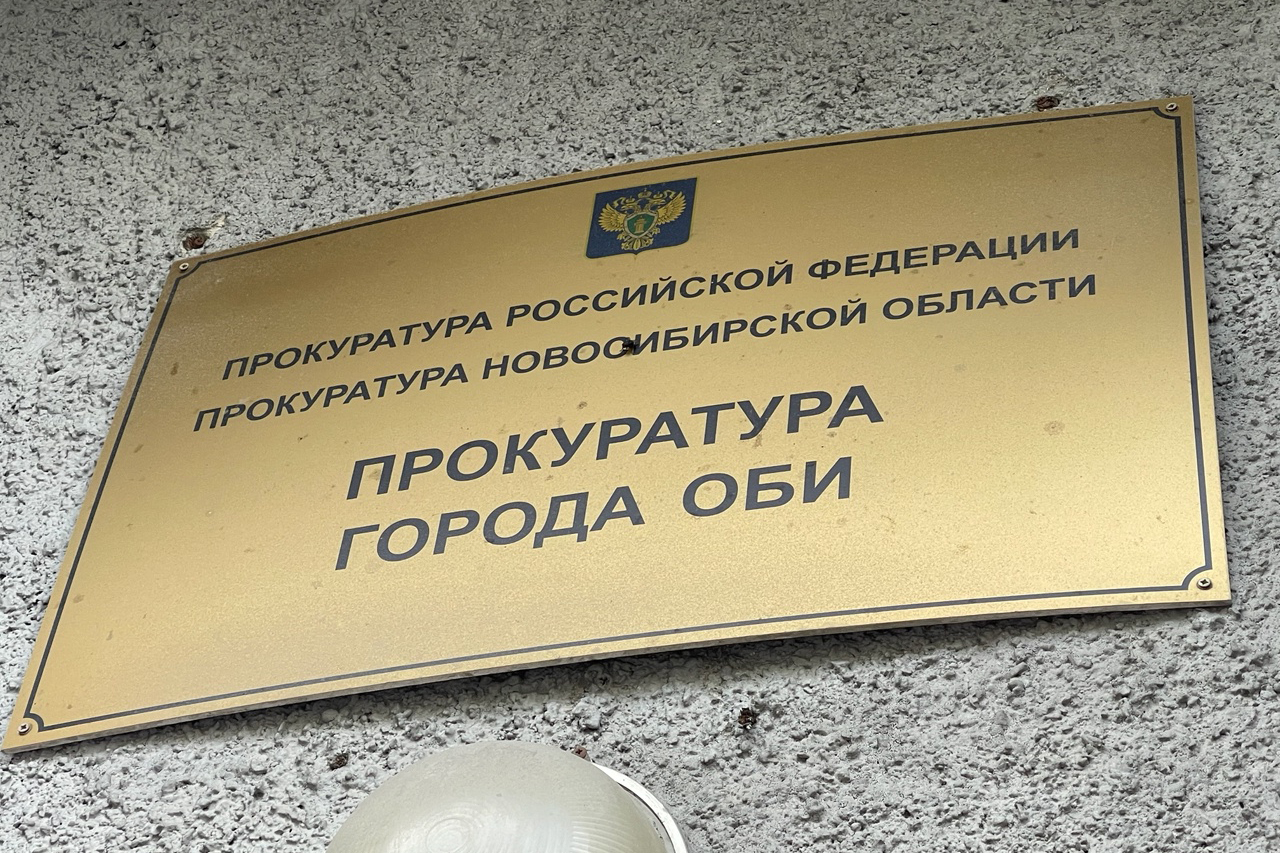 ПРОКУРАТУРА РОССИЙСКОЙ ФЕДЕРАЦИИ
ПРОКУРАТУРА НОВОСИБИРСКОЙ ОБЛАСТИ
ПРОКУРАТУРА
ГОРОДА ОБИ